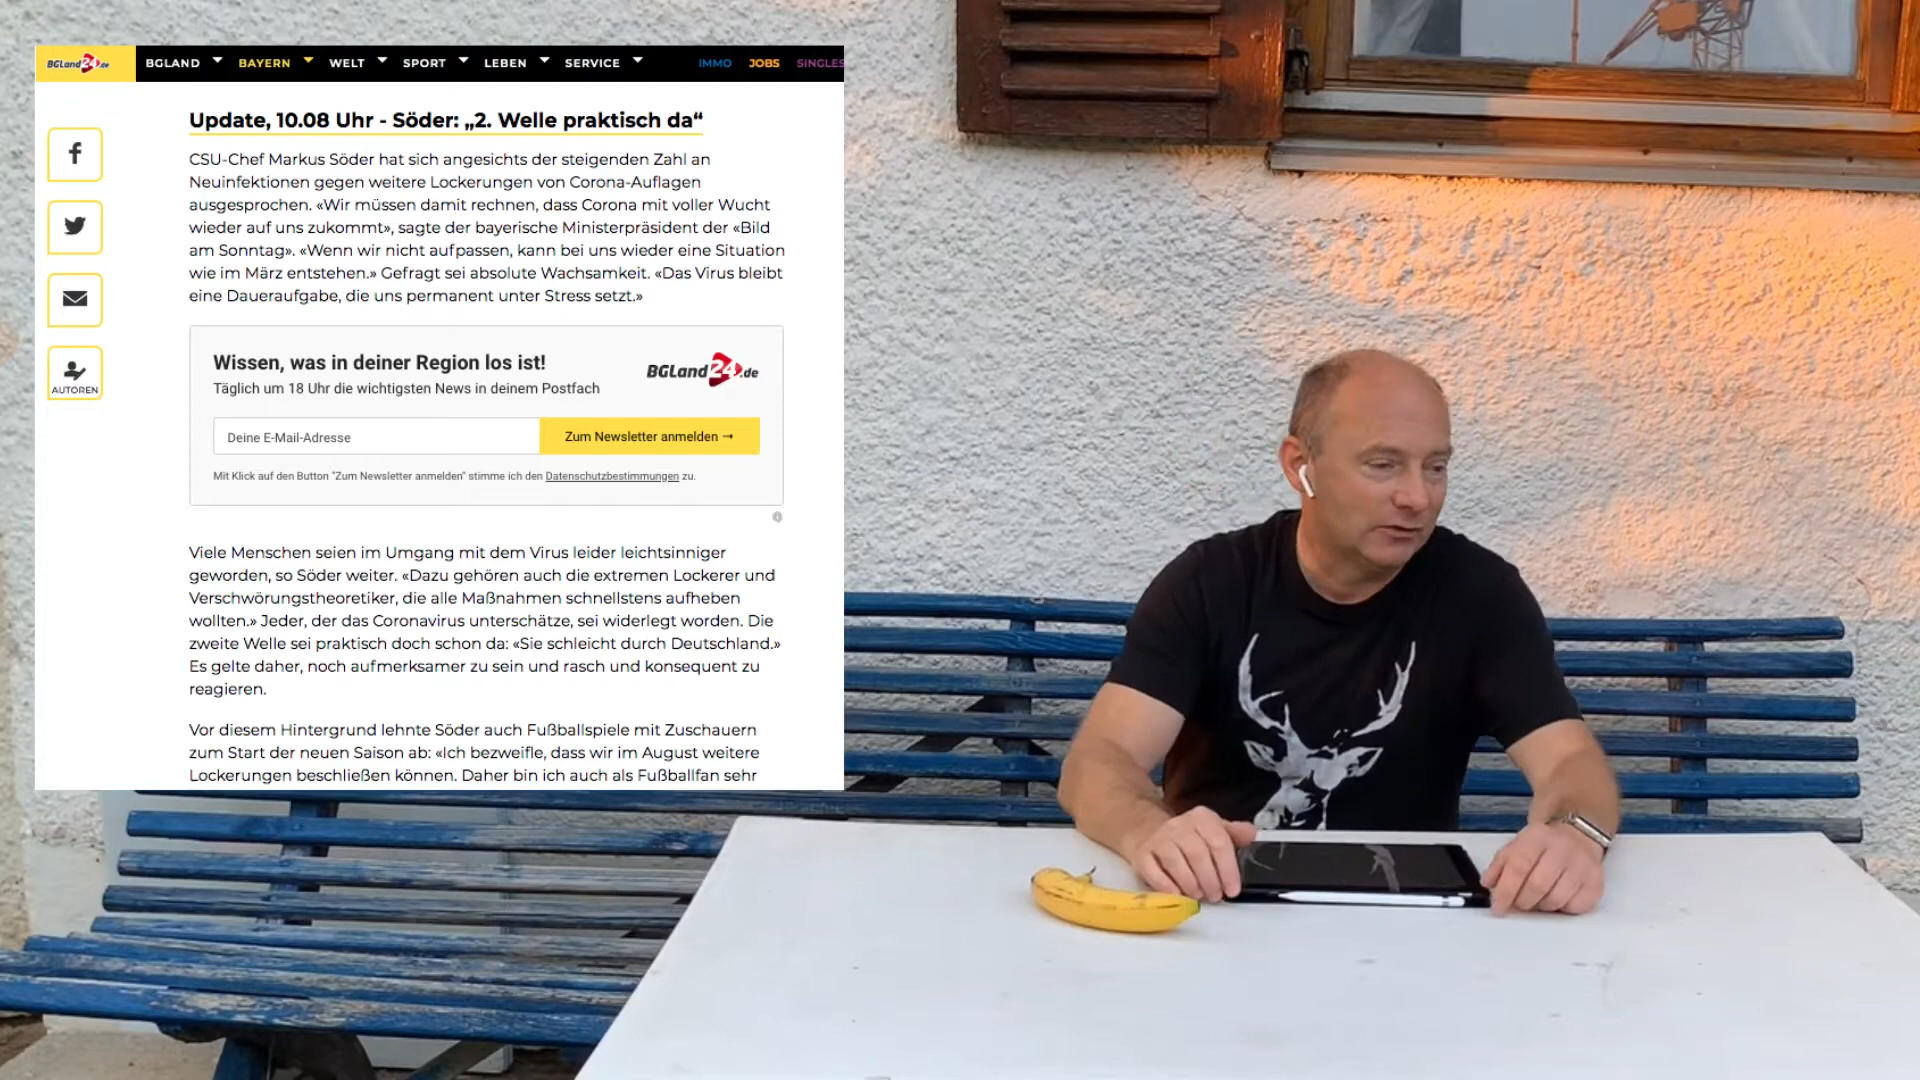 BGLand24.de
BGLAND BAYERN WELT SPORT LEBEN SERVICE IMMO JOBS SINGLES
Update, 10.08 Uhr - Söder: „2. Welle praktisch da“
CSU-Chef Markus Söder hat sich angesichts der steigenden Zahl an
Neuinfektionen gegen weitere Lockerungen von Corona-Auflagen
ausgesprochen. «Wir müssen damit rechnen, dass Corona mit voller Wucht
wieder auf uns zukommt», sagte der bayerische Ministerpräsident der «Bild
am Sonntag». «Wenn wir nicht aufpassen, kann bei uns wieder eine Situation
wie im März entstehen.» Gefragt sei absolute Wachsamkeit. «Das Virus bleibt
eine Daueraufgabe, die uns permanent unter Stress setzt.»
AUTOREN
Wissen, was in deiner Region los ist!
BGLand24.de
Täglich um 18 Uhr die wichtigsten News in deinem Postfach
Deine E-Mail-Adresse
Zum Newsletter anmelden →
Mit Klick auf den Button "Zum Newsletter anmelden" stimme ich den Datenschutzbestimmungen zu.
Viele Menschen seien im Umgang mit dem Virus leider leichtsinniger
geworden, so Söder weiter. «Dazu gehören auch die extremen Lockerer und
Verschwörungstheoretiker, die alle Maßnahmen schnellstens aufheben
wollten.» Jeder, der das Coronavirus unterschätze, sei widerlegt worden. Die
zweite Welle sei praktisch doch schon da: «Sie schleicht durch Deutschland.»
Es gelte daher, noch aufmerksamer zu sein und rasch und konsequent zu
reagieren.
Vor diesem Hintergrund lehnte Söder auch Fußballspiele mit Zuschauern
zum Start der neuen Saison ab: «Ich bezweifle, dass wir im August weitere
Lockerungen beschließen können. Daher bin ich auch als Fußballfan sehr